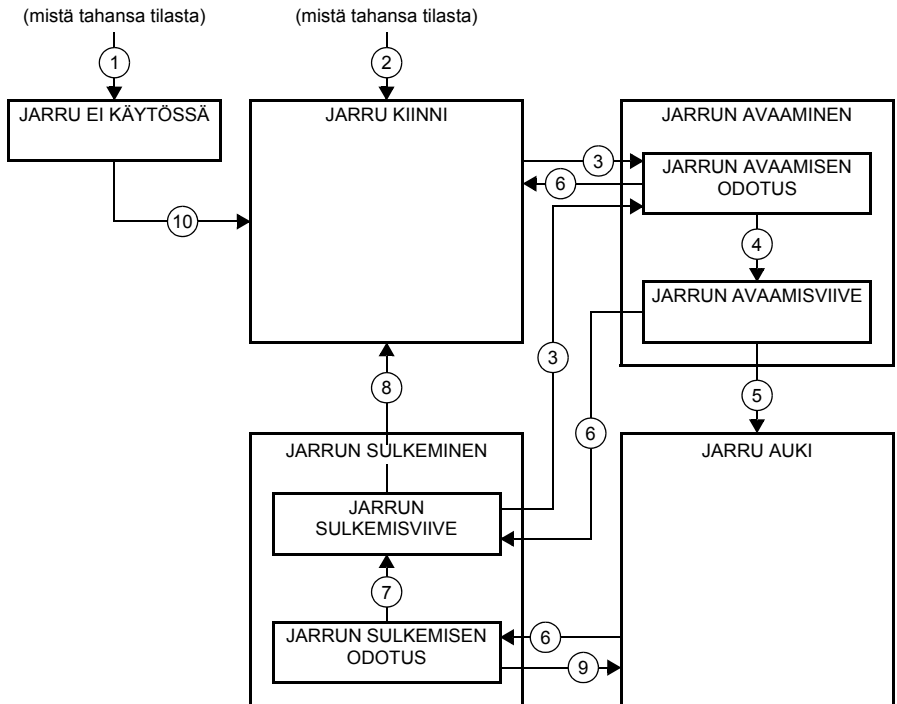 (mistä tahansa tilasta)
(mistä tahansa tilasta)
1
2
JARRU EI KÄYTÖSSÄ
JARRU KIINNI
JARRUN AVAAMINEN
3
JARRUN AVAAMISEN
ODOTUS
6
10
4
JARRUN AVAAMISVIIVE
3
8
5
6
JARRUN SULKEMINEN
JARRU AUKI
JARRUN
SULKEMISVIIVE
7
JARRUN SULKEMISEN
ODOTUS
6
9